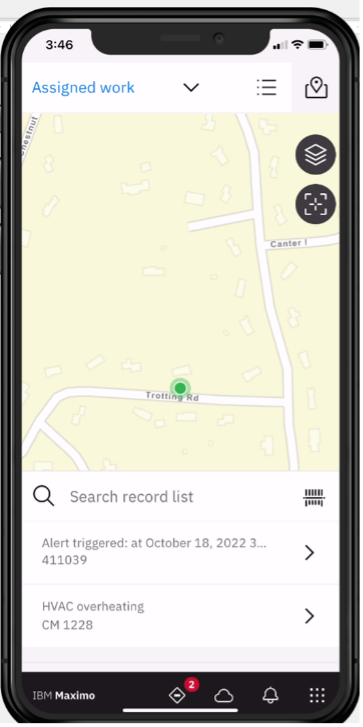 3:46
Assigned work
Chestnut
Canter
Trotting Rd
Search record list
Alert triggered: at October 18, 2022 3...
411039
HVAC overheating
CM 1228
IBM Maximo
2